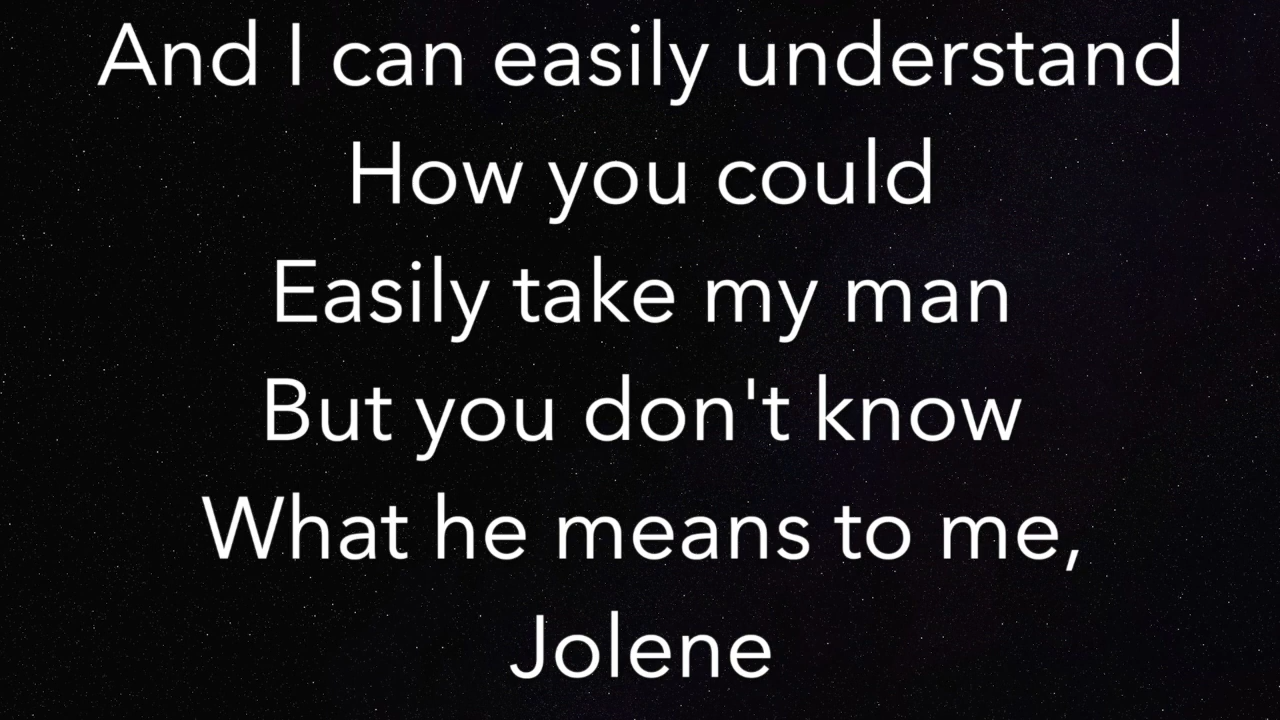 And I can easily understand
How you could
Easily take my man
But you don't know
What he means to me,
Jolene